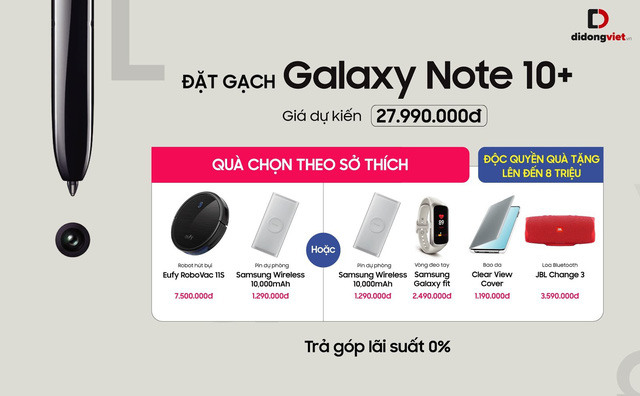 didongviet.vn
ĐẶT GẠCH Galaxy Note 10+
Giá dự kiến 27.990.000đ
QUÀ CHỌN THEO SỞ THÍCH
ĐỘC QUYỀN QUÀ TẶNG
LÊN ĐẾN 8 TRIỆU
eufy
Robot hút bụi
Eufy RoboVac 11S
7.500.000đ
Pin dự phòng
Samsung Wireless
10,000mAh
1.290.000đ
Hoặc
Pin dự phòng
Samsung Wireless
10,000mAh
1.290.000đ
Vòng đeo tay
Samsung
Galaxy fit
2.490.000đ
Bao da
Clear View
Cover
1.190.000đ
JBL
Loa Bluetooth
JBL Change 3
3.590.000đ
Trả góp lãi suất 0%